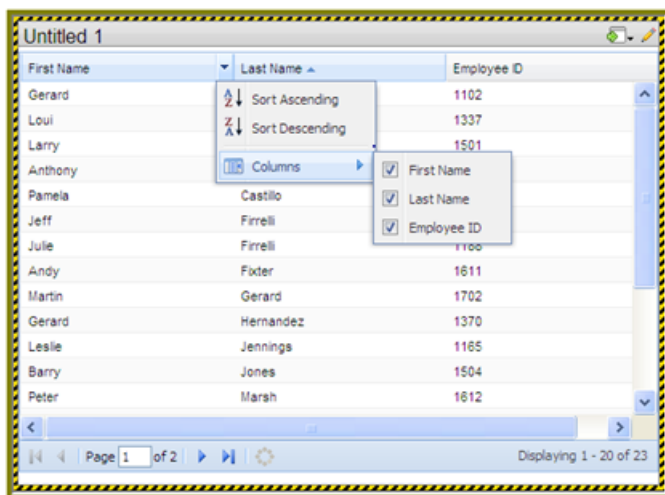 Untitled 1
First Name Last Name Employee ID
Gerard 1102
Sort Ascending
Loui 1337
Sort Descending
Larry 1501
Anthony Columns First Name
Pamela Castillo Last Name
Jeff Firrelli Employee ID
Julie Firrelli
Andy Fixter 1611
Martin Gerard 1702
Gerard Hernandez 1370
Leslie Jennings 1165
Barry Jones 1504
Peter Marsh 1612
Page 1 of 2 Displaying 1 - 20 of 23